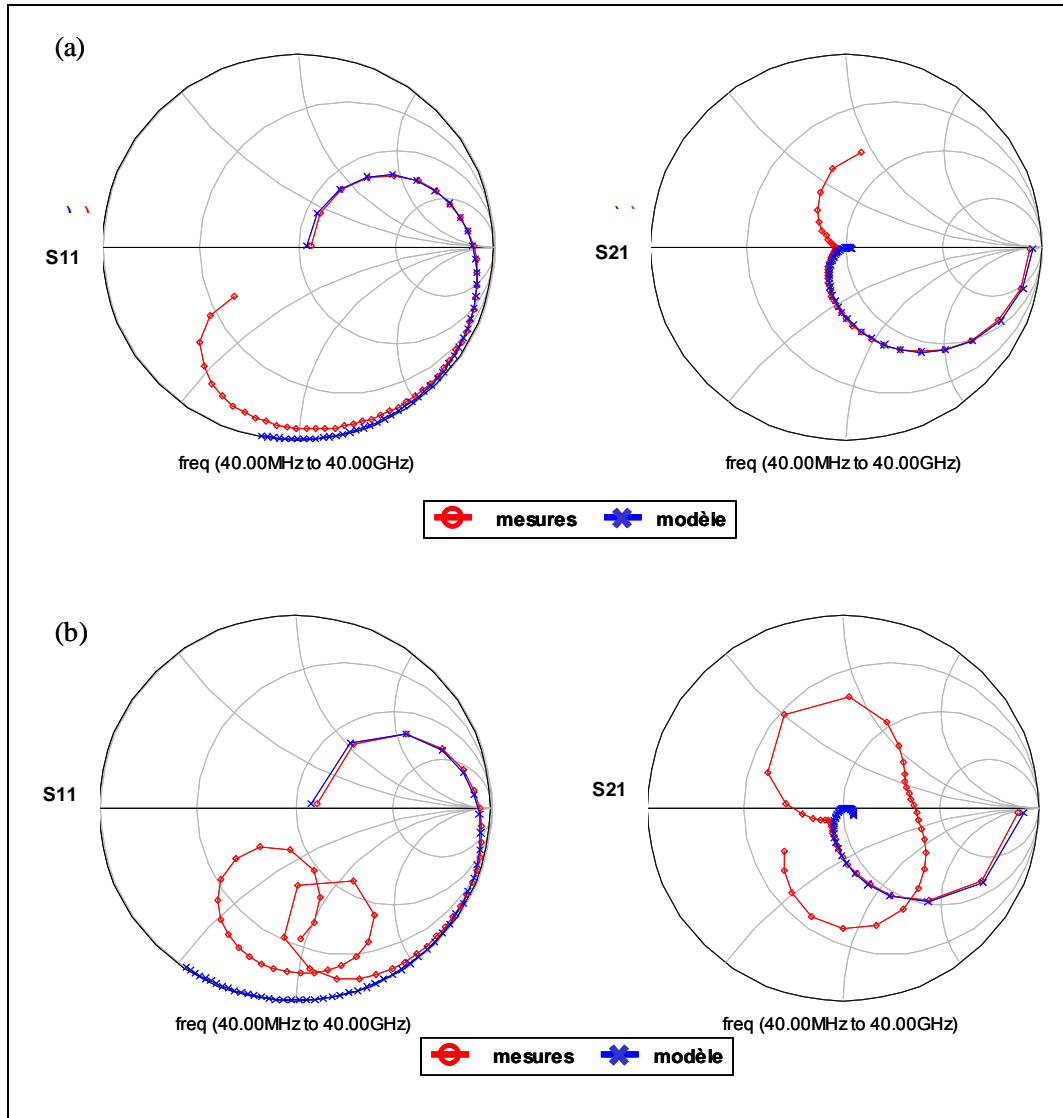 (a)
S11
S21
freq (40.00MHz to 40.00GHz)
freq (40.00MHz to 40.00GHz)
mesures modèle
(b)
S11
S21
freq (40.00MHz to 40.00GHz)
freq (40.00MHz to 40.00GHz)
mesures modèle